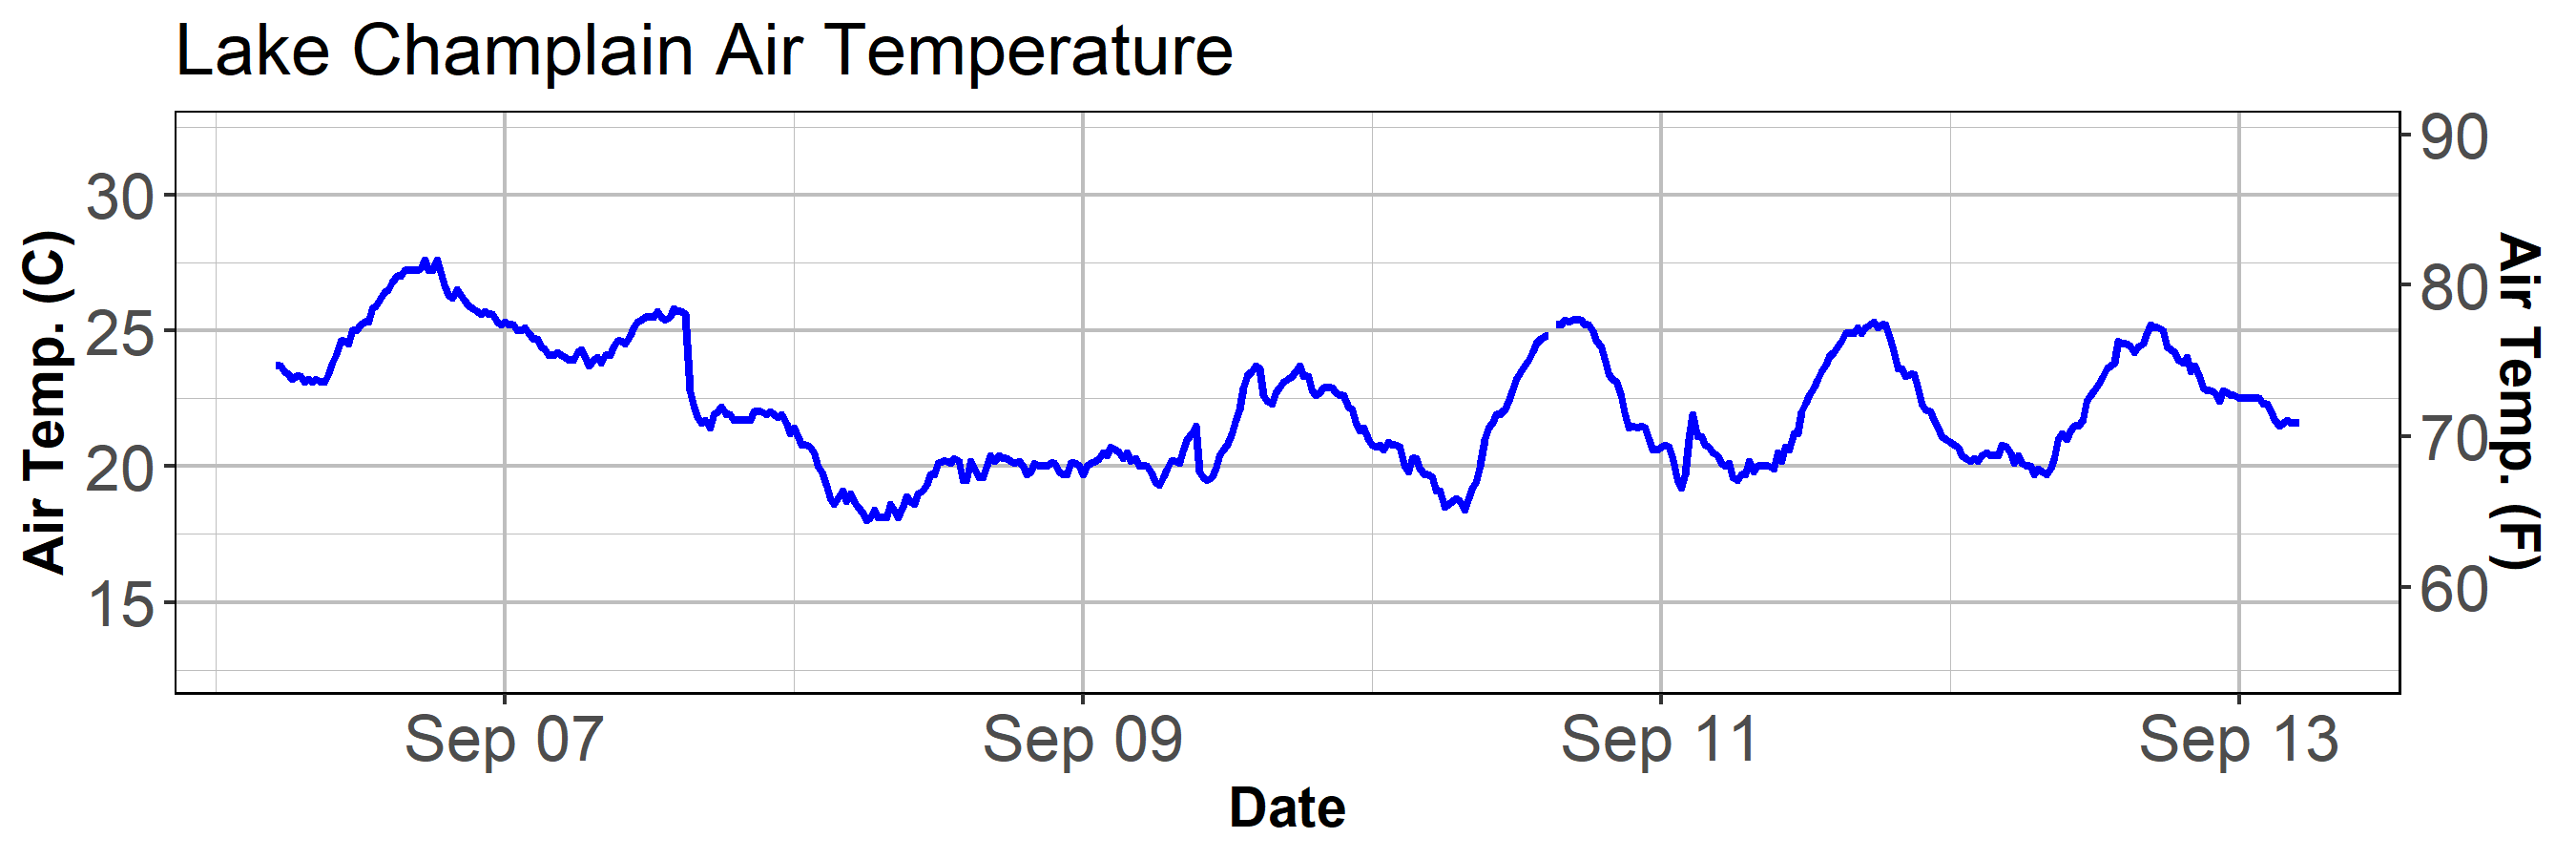 Lake Champlain Air Temperature
Air Temp. (C)
30
25
20
15
90
80
70
60
Air Temp. (F)
Sep 07
Sep 09
Sep 11
Sep 13
Date